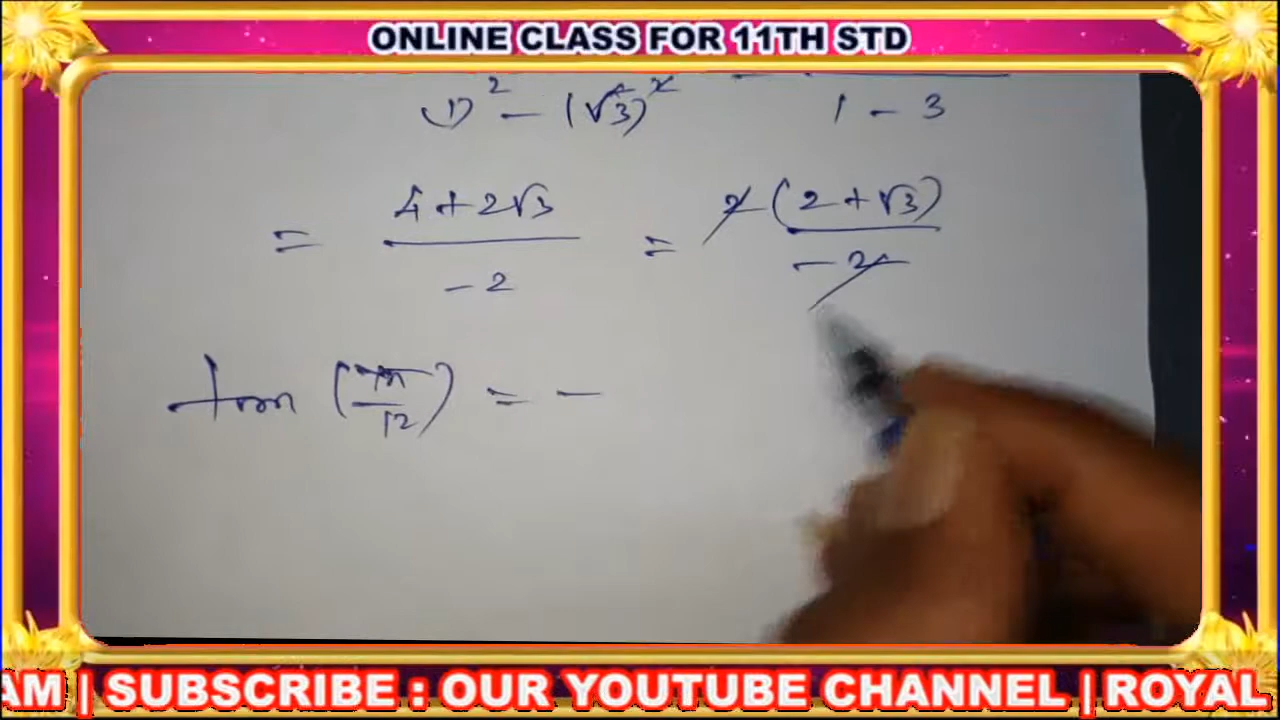 ONLINE CLASS FOR 11TH STD
(1)² - (√3)² 1 - 3
= 4 + 2√3 / -2 = 2(2 + √3) / -2
tan (7π/12) = -
AM | SUBSCRIBE : OUR YOUTUBE CHANNEL | ROYAL